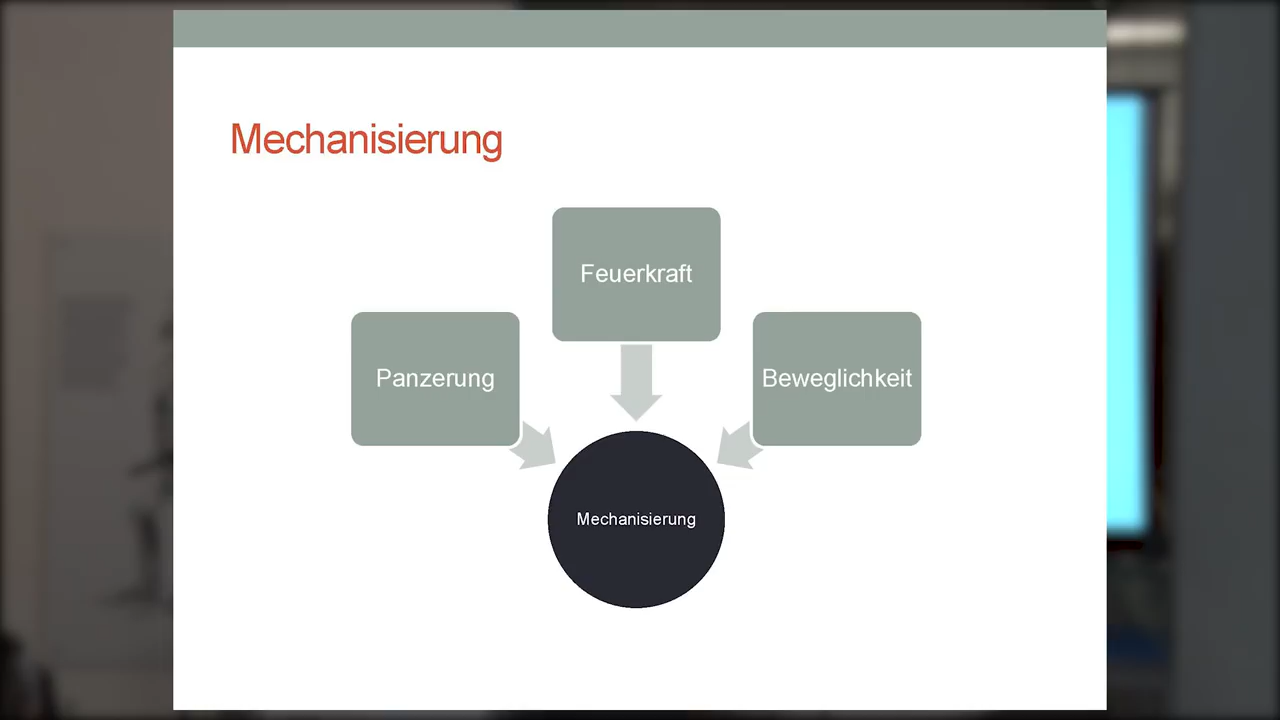 Mechanisierung
Feuerkraft
Panzerung
Beweglichkeit
Mechanisierung